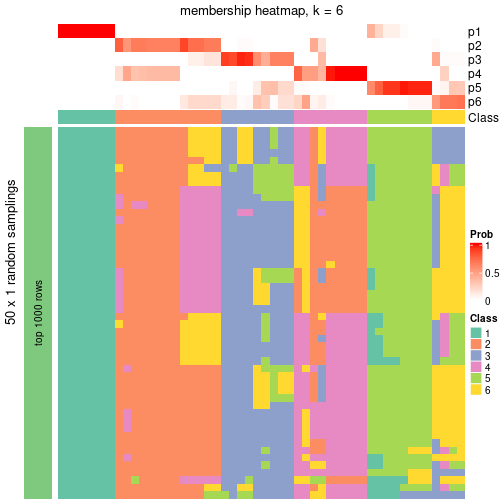 membership heatmap, k = 6
p1
p2
p3
p4
p5
p6
Class
50 x 1 random samplings
top 1000 rows
Prob
1
0.5
0
Class
1
2
3
4
5
6